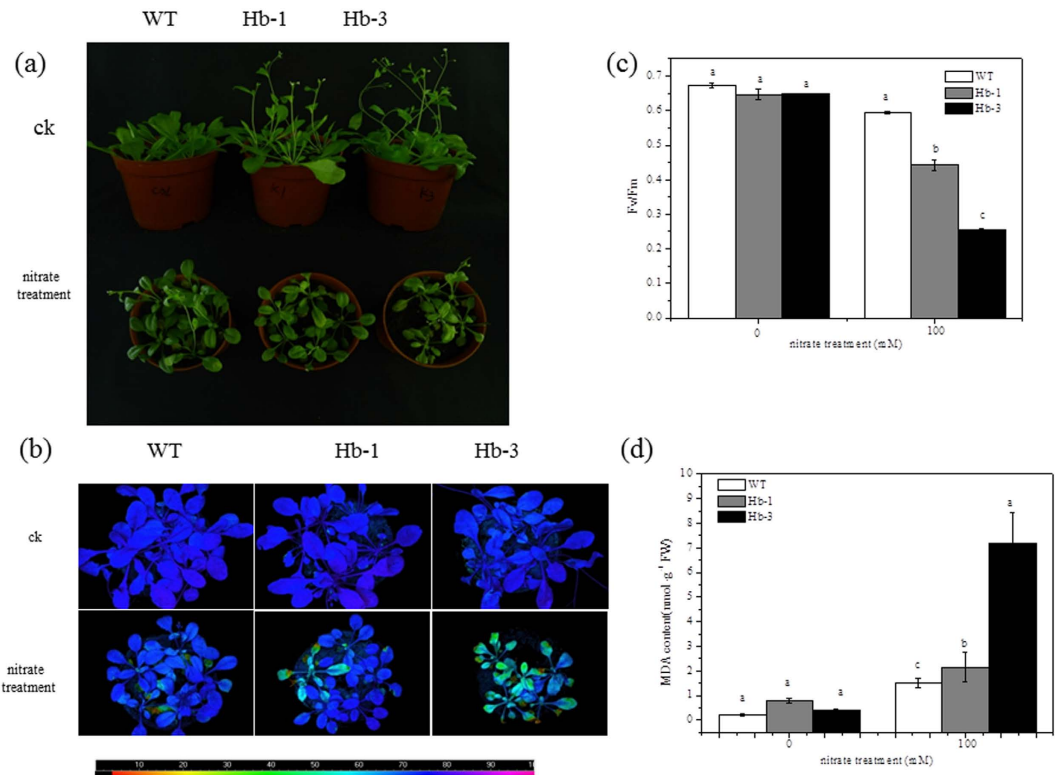 WT Hb-1 Hb-3
(a)
ck
nitrate
treatment
(c)
WT
Hb-1
Hb-3
a a a a b c
Fv/Fm
0.7
0.6
0.5
0.4
0.3
0.2
0.1
0.0
0 100
nitrate treatment (mM)
(b)
WT Hb-1 Hb-3
ck
nitrate
treatment
10 20 30 40 50 60 70 80 90
(d)
WT
Hb-1
Hb-3
a a a c b a
MDA content(nmol·g⁻¹ FW)
10
9
8
7
6
5
4
3
2
1
0
0 100
nitrate treatment (mM)